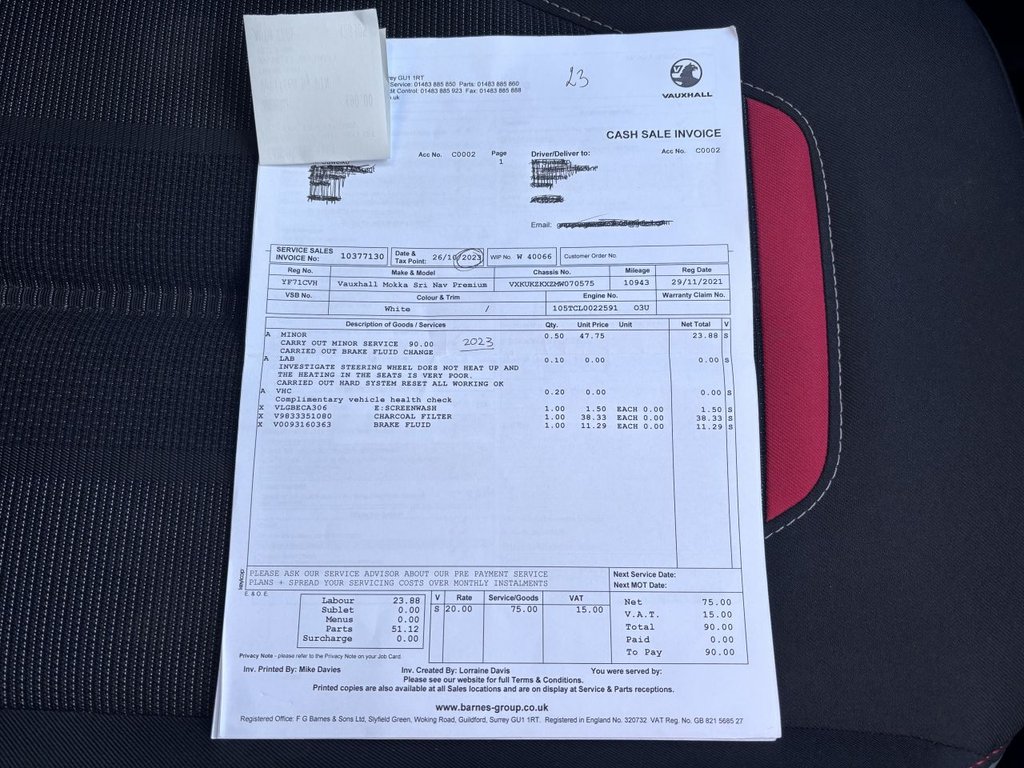 rey GU1 1RT
Service: 01483 885 850 Parts: 01483 885 860
dit Control: 01483 885 923 Fax: 01483 885 888
o.uk
23
VAUXHALL
CASH SALE INVOICE
Acc No. C0002 Page
1
Driver/Deliver to: Acc No. C0002
Email:
SERVICE SALES
INVOICE No: 10377130 Date &
Tax Point: 26/10/2023 WIP No W 40066 Customer Order No.
Reg No. Make & Model Chassis No. Mileage Reg Date
YF71CVH Vauxhall Mokka Sri Nav Premium VXKUKZKXZMW070575 10943 29/11/2021
VSB No. Colour & Trim Engine No. Warranty Claim No.
White / 105TCL0022591 03U
Description of Goods / Services Qty. Unit Price Unit Net Total V
A MINOR 0.50 47.75 23.88 S
CARRY OUT MINOR SERVICE 90.00 2023
CARRIED OUT BRAKE FLUID CHANGE
A LAB 0.10 0.00 0.00 S
INVESTIGATE STEERING WHEEL DOES NOT HEAT UP AND
THE HEATING IN THE SEATS IS VERY POOR.
CARRIED OUT HARD SYSTEM RESET ALL WORKING OK
A VHC 0.20 0.00 0.00 S
Complimentary vehicle health check
X VLGBECA306 E:SCREENWASH 1.00 1.50 EACH 0.00 1.50 S
X V9833351080 CHARCOAL FILTER 1.00 38.33 EACH 0.00 38.33 S
X V0093160363 BRAKE FLUID 1.00 11.29 EACH 0.00 11.29 S
PLEASE ASK OUR SERVICE ADVISOR ABOUT OUR PRE PAYMENT SERVICE
PLANS + SPREAD YOUR SERVICING COSTS OVER MONTHLY INSTALMENTS
Next Service Date:
Next MOT Date:
E. & O. E.
Labour 23.88
Sublet 0.00
Menus 0.00
Parts 51.12
Surcharge 0.00
V Rate Service/Goods VAT
S 20.00 75.00 15.00
Net 75.00
V.A.T. 15.00
Total 90.00
Paid 0.00
To Pay 90.00
Privacy Note - please refer to the Privacy Note on your Job Card.
Inv. Printed By: Mike Davies Inv. Created By: Lorraine Davis You were served by:
Please see our website for full Terms & Conditions.
Printed copies are also available at all Sales locations and are on display at Service & Parts receptions.
www.barnes-group.co.uk
Registered Office: F G Barnes & Sons Ltd, Slyfield Green, Woking Road, Guildford, Surrey GU1 1RT. Registered in England No. 320732 VAT Reg. No. GB 821 5685 27